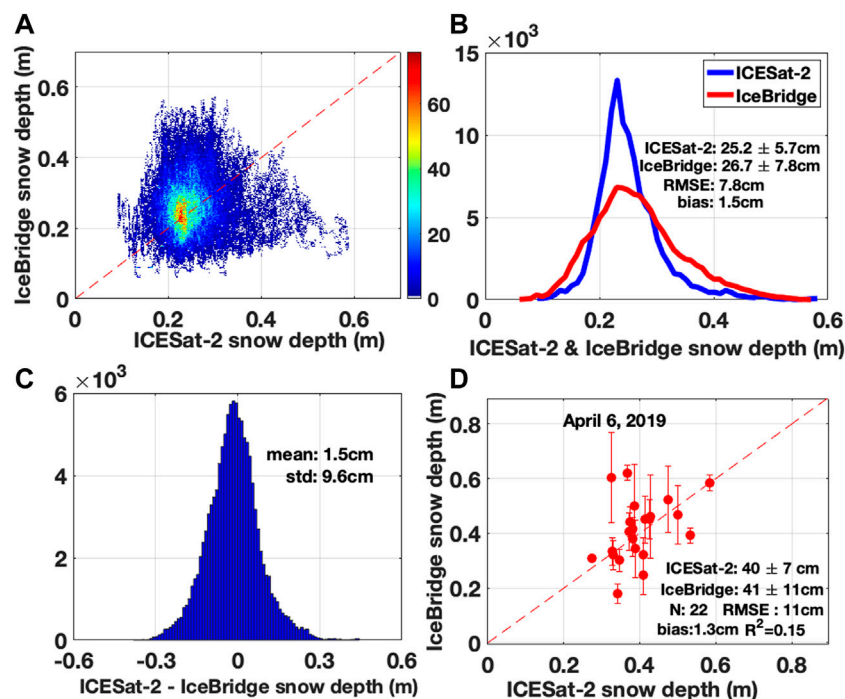 A
IceBridge snow depth (m)
0.6
0.4
0.2
0
0
0.2
0.4
0.6
ICESat-2 snow depth (m)
60
40
20
0
B
×10³
15
10
5
0
0
0.2
0.4
0.6
ICESat-2
IceBridge
ICESat-2: 25.2 ± 5.7cm
IceBridge: 26.7 ± 7.8cm
RMSE: 7.8cm
bias: 1.5cm
ICESat-2 & IceBridge snow depth (m)
C
×10³
6
4
2
0
-0.6
-0.3
0
0.3
0.6
mean: 1.5cm
std: 9.6cm
ICESat-2 - IceBridge snow depth (m)
D
IceBridge snow depth (m)
0.8
0.6
0.4
0.2
0
0
0.2
0.4
0.6
0.8
April 6, 2019
ICESat-2: 40 ± 7 cm
IceBridge: 41 ± 11cm
N: 22 RMSE : 11cm
bias:1.3cm R²=0.15
ICESat-2 snow depth (m)